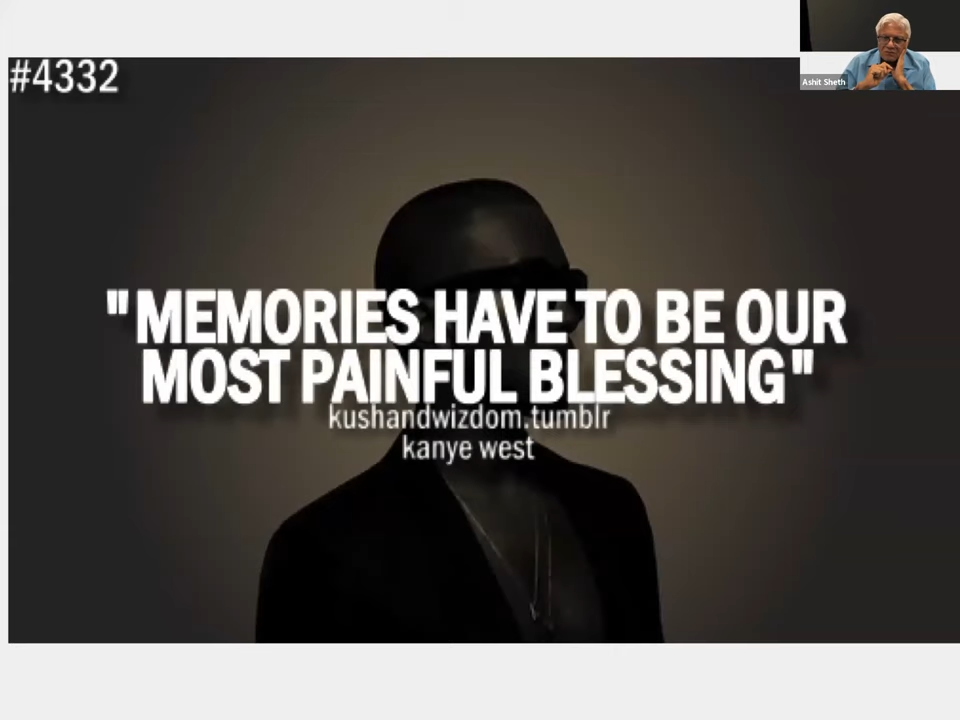 #4332
Ashit Sheth
"MEMORIES HAVE TO BE OUR
MOST PAINFUL BLESSING"
kushandwizdom.tumblr
kanye west